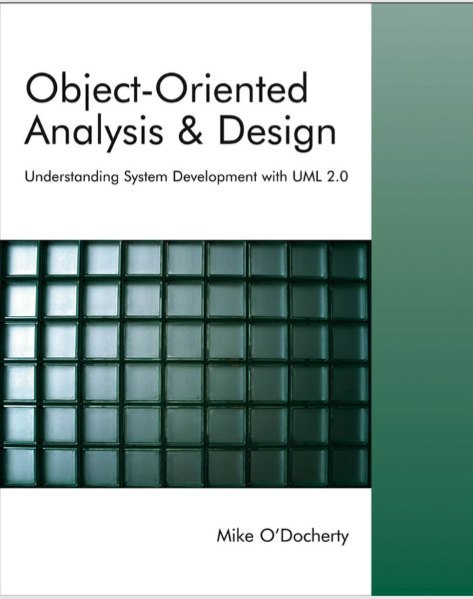 Object-Oriented
Analysis & Design
Understanding System Development with UML 2.0
Mike O’Docherty